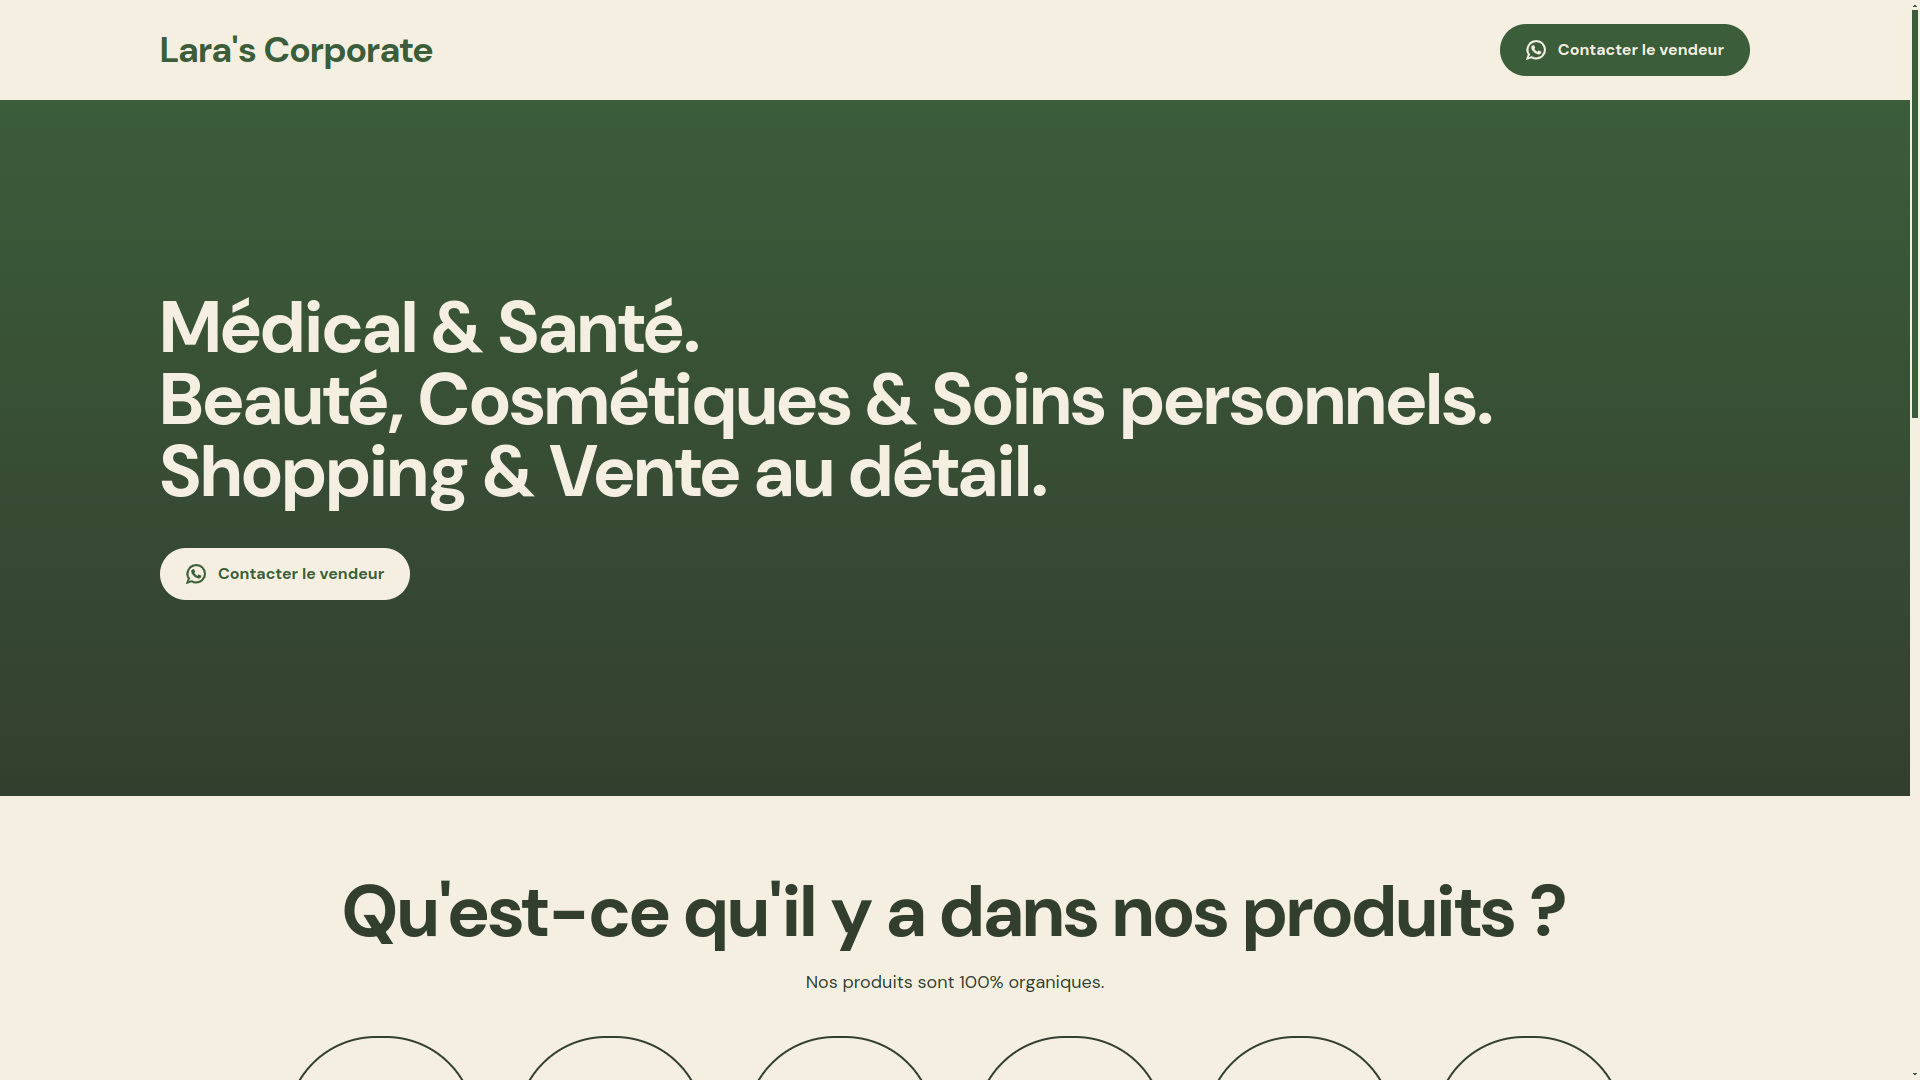 Lara's Corporate
Contacter le vendeur
Médical & Santé.
Beauté, Cosmétiques & Soins personnels.
Shopping & Vente au détail.
Contacter le vendeur
Qu'est-ce qu'il y a dans nos produits ?
Nos produits sont 100% organiques.